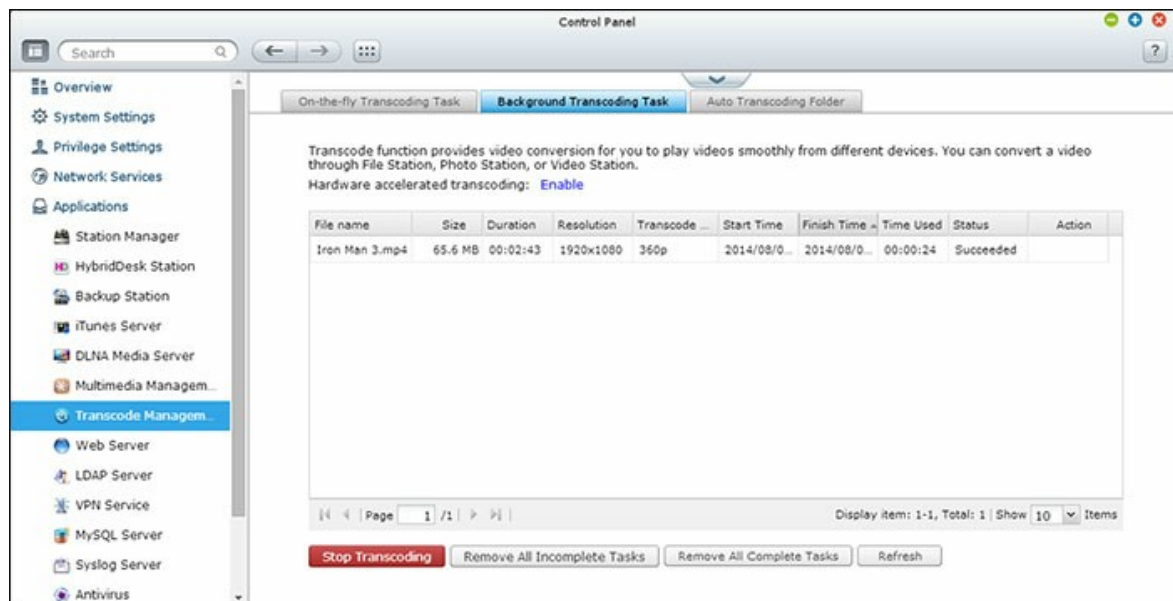 Control Panel
Search
?
Overview
System Settings
Privilege Settings
Network Services
Applications
Station Manager
HD HybridDesk Station
Backup Station
iTunes Server
DLNA Media Server
Multimedia Managem...
Transcode Managem...
Web Server
LDAP Server
VPN Service
MySQL Server
Syslog Server
Antivirus
On-the-fly Transcoding Task Background Transcoding Task Auto Transcoding Folder
Transcode function provides video conversion for you to play videos smoothly from different devices. You can convert a video
through File Station, Photo Station, or Video Station.
Hardware accelerated transcoding: Enable
File name Size Duration Resolution Transcode ... Start Time Finish Time Time Used Status Action
Iron Man 3.mp4 65.6 MB 00:02:43 1920x1080 360p 2014/08/0... 2014/08/0... 00:00:24 Succeeded
Page 1 /1 Display item: 1-1, Total: 1 Show 10 Items
Stop Transcoding Remove All Incomplete Tasks Remove All Complete Tasks Refresh